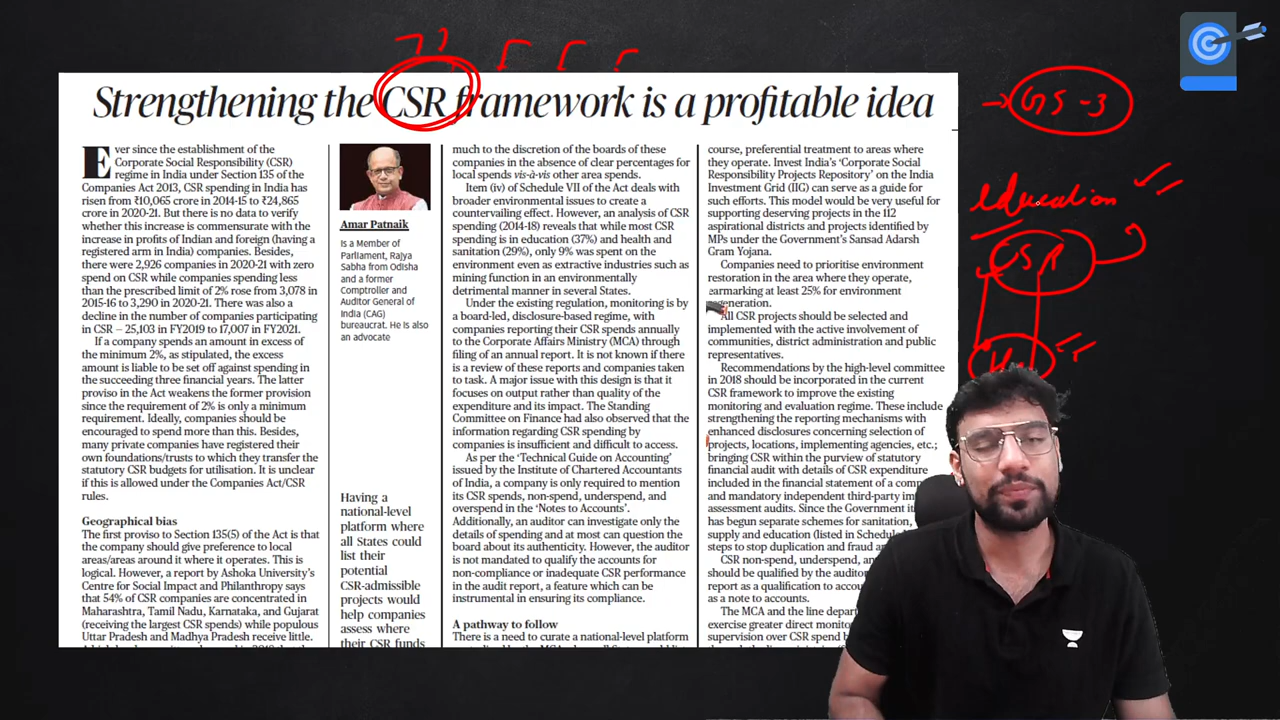 Strengthening the CSR framework is a profitable idea
Ever since the establishment of the
Corporate Social Responsibility (CSR)
regime in India under Section 135 of the
Companies Act 2013, CSR spending in India has
risen from ₹10,065 crore in 2014-15 to ₹24,865
crore in 2020-21. But there is no data to verify
whether this increase is commensurate with the
increase in profits of Indian and foreign (having a
registered arm in India) companies. Besides,
there were 2,926 companies in 2020-21 with zero
spend on CSR while companies spending less
than the prescribed limit of 2% rose from 3,078 in
2015-16 to 3,290 in 2020-21. There was also a
decline in the number of companies participating
in CSR — 25,103 in FY2019 to 17,007 in FY2021.
If a company spends an amount in excess of
the minimum 2%, as stipulated, the excess
amount is liable to be set off against spending in
the succeeding three financial years. The latter
proviso in the Act weakens the former provision
since the requirement of 2% is only a minimum
requirement. Ideally, companies should be
encouraged to spend more than this. Besides,
many private companies have registered their
own foundations/trusts to which they transfer the
statutory CSR budgets for utilisation. It is unclear
if this is allowed under the Companies Act/CSR
rules.
Geographical bias
The first proviso to Section 135(5) of the Act is that
the company should give preference to local
areas/areas around it where it operates. This is
logical. However, a report by Ashoka University's
Centre for Social Impact and Philanthropy says
that 54% of CSR companies are concentrated in
Maharashtra, Tamil Nadu, Karnataka, and Gujarat
(receiving the largest CSR spends) while populous
Uttar Pradesh and Madhya Pradesh receive little.
Amar Patnaik
Is a Member of
Parliament, Rajya
Sabha from Odisha
and a former
Comptroller and
Auditor General of
India (CAG)
bureaucrat. He is also
an advocate
Having a
national-level
platform where
all States could
list their
potential
CSR-admissible
projects would
help companies
assess where
their CSR funds
much to the discretion of the boards of these
companies in the absence of clear percentages for
local spends vis-à-vis other area spends.
Item (iv) of Schedule VII of the Act deals with
broader environmental issues to create a
countervailing effect. However, an analysis of CSR
spending (2014-18) reveals that while most CSR
spending is in education (37%) and health and
sanitation (29%), only 9% was spent on the
environment even as extractive industries such as
mining function in an environmentally
detrimental manner in several States.
Under the existing regulation, monitoring is by
a board-led, disclosure-based regime, with
companies reporting their CSR spends annually
to the Corporate Affairs Ministry (MCA) through
filing of an annual report. It is not known if there
is a review of these reports and companies taken
to task. A major issue with this design is that it
focuses on output rather than quality of the
expenditure and its impact. The Standing
Committee on Finance had also observed that the
information regarding CSR spending by
companies is insufficient and difficult to access.
As per the 'Technical Guide on Accounting'
issued by the Institute of Chartered Accountants
of India, a company is only required to mention
its CSR spends, non-spend, underspend, and
overspend in the 'Notes to Accounts'.
Additionally, an auditor can investigate only the
details of spending and at most can question the
board about its authenticity. However, the auditor
is not mandated to qualify the accounts for
non-compliance or inadequate CSR performance
in the audit report, a feature which can be
instrumental in ensuring its compliance.
A pathway to follow
There is a need to curate a national-level platform
course, preferential treatment to areas where
they operate. Invest India's 'Corporate Social
Responsibility Projects Repository' on the India
Investment Grid (IIG) can serve as a guide for
such efforts. This model would be very useful for
supporting deserving projects in the 112
aspirational districts and projects identified by
MPs under the Government's Sansad Adarsh
Gram Yojana.
Companies need to prioritise environment
restoration in the area where they operate,
earmarking at least 25% for environment
regeneration.
All CSR projects should be selected and
implemented with the active involvement of
communities, district administration and public
representatives.
Recommendations by the high-level committee
in 2018 should be incorporated in the current
CSR framework to improve the existing
monitoring and evaluation regime. These include
strengthening the reporting mechanisms with
enhanced disclosures concerning selection of
projects, locations, implementing agencies, etc.;
bringing CSR within the purview of statutory
financial audit with details of CSR expenditure
included in the financial statement of a
and mandatory independent third-party
assessment audits. Since the Government
has begun separate schemes for sanitation,
supply and education (listed in
steps to stop duplication and fraud
CSR non-spend, underspend,
should be qualified by the
report as a qualification to
as a note to accounts.
The MCA and the line
exercise greater direct
supervision over CSR spend
GS-3
education
CSR